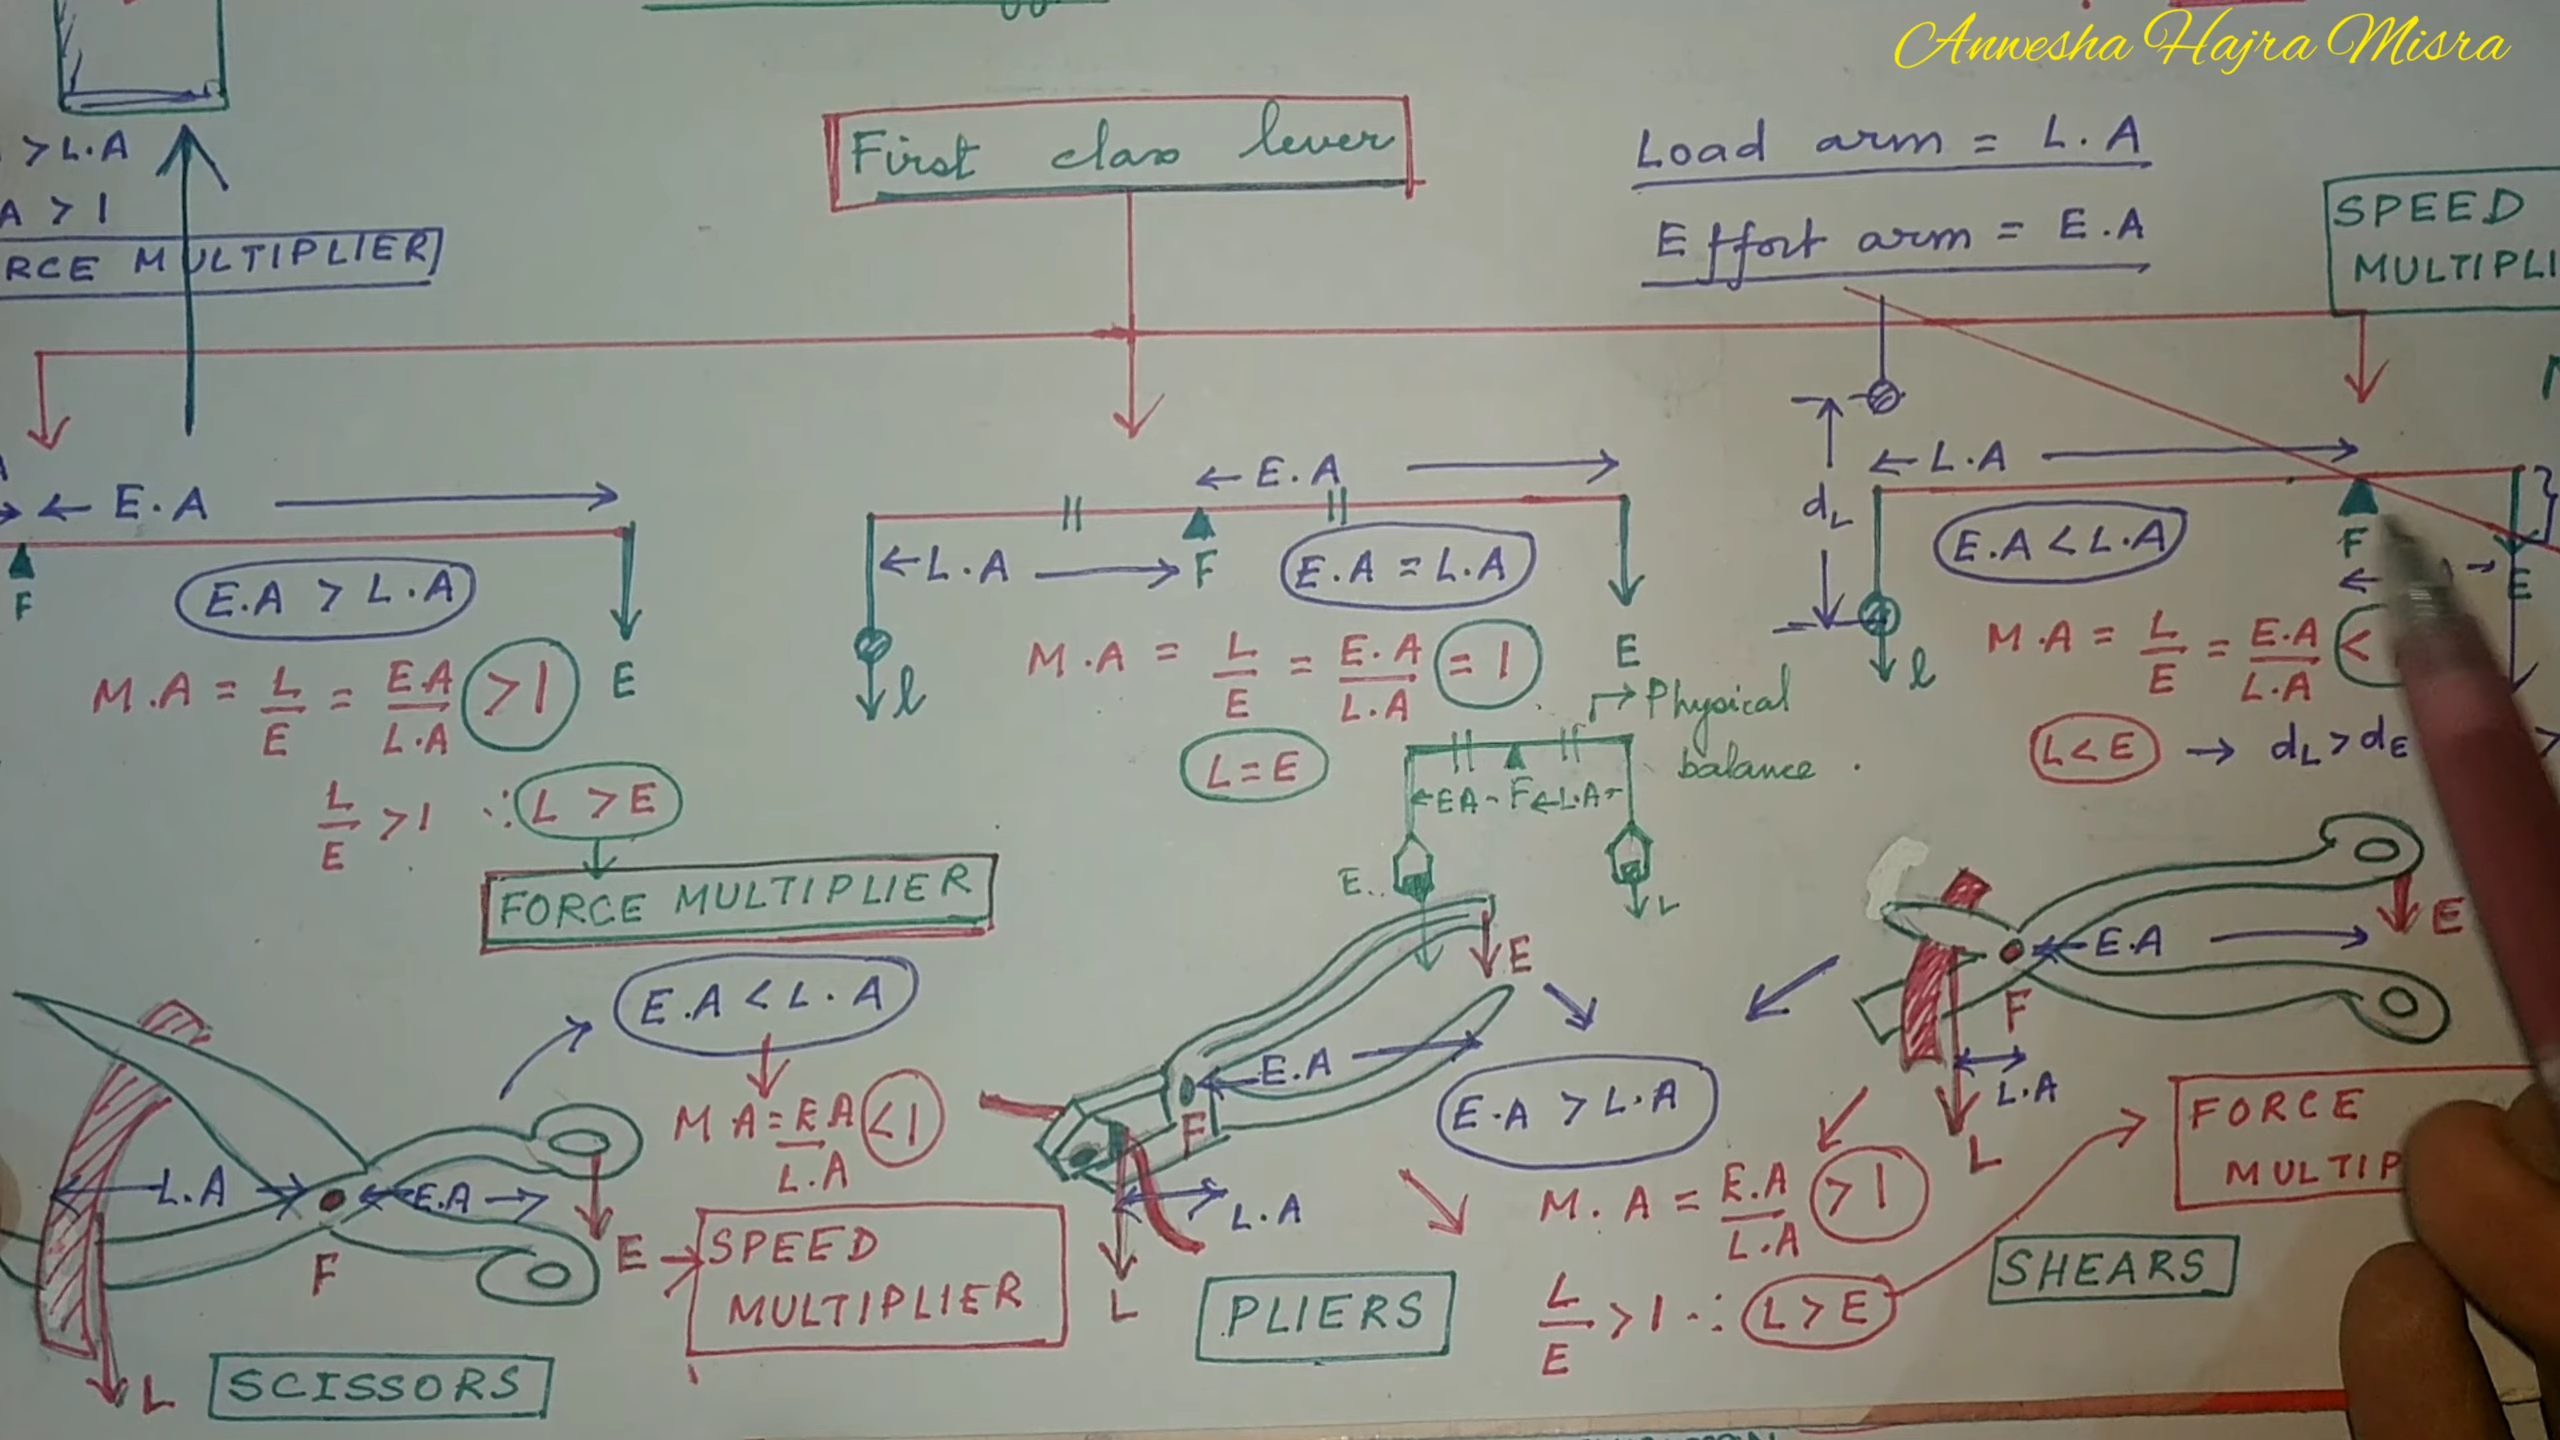 Anwesha Hajra Misra
> L.A
A > 1
RCE MULTIPLIER
First class lever
Load arm = L.A
Effort arm = E.A
SPEED
MULTIPLI
E.A
F
E.A > L.A
E
M.A = L/E = E.A/L.A > 1
L/E > 1 ∴ L > E
FORCE MULTIPLIER
E.A
L.A
F
E.A = L.A
l
E
M.A = L/E = E.A/L.A = 1
L = E
Physical
balance.
EA F L.A
E..
L
dL
L.A
E.A < L.A
F
E
l
M.A = L/E = E.A/L.A <
L < E → dL > dE
E.A < L.A
M A = E A/L.A < 1
SPEED
MULTIPLIER
L.A
E.A
F
E
L
SCISSORS
E
E.A
F
L.A
L
PLIERS
E.A > L.A
M.A = E.A/L.A > 1
L/E > 1 ∴ L > E
E
E.A
F
L.A
L
FORCE
MULTIP
SHEARS